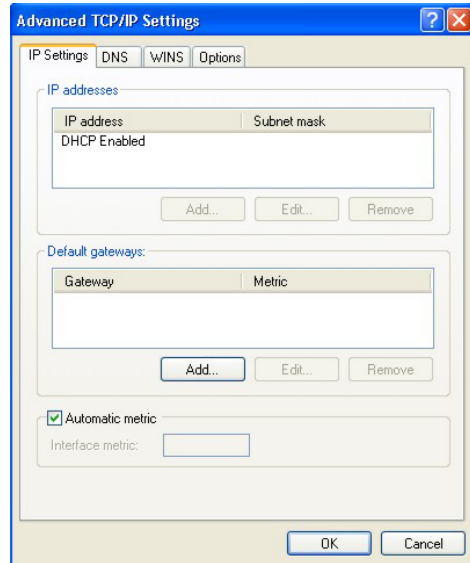 Advanced TCP/IP Settings
IP Settings DNS WINS Options
IP addresses
IP address Subnet mask
DHCP Enabled
Add... Edit... Remove
Default gateways:
Gateway Metric
Add... Edit... Remove
Automatic metric
Interface metric:
OK Cancel